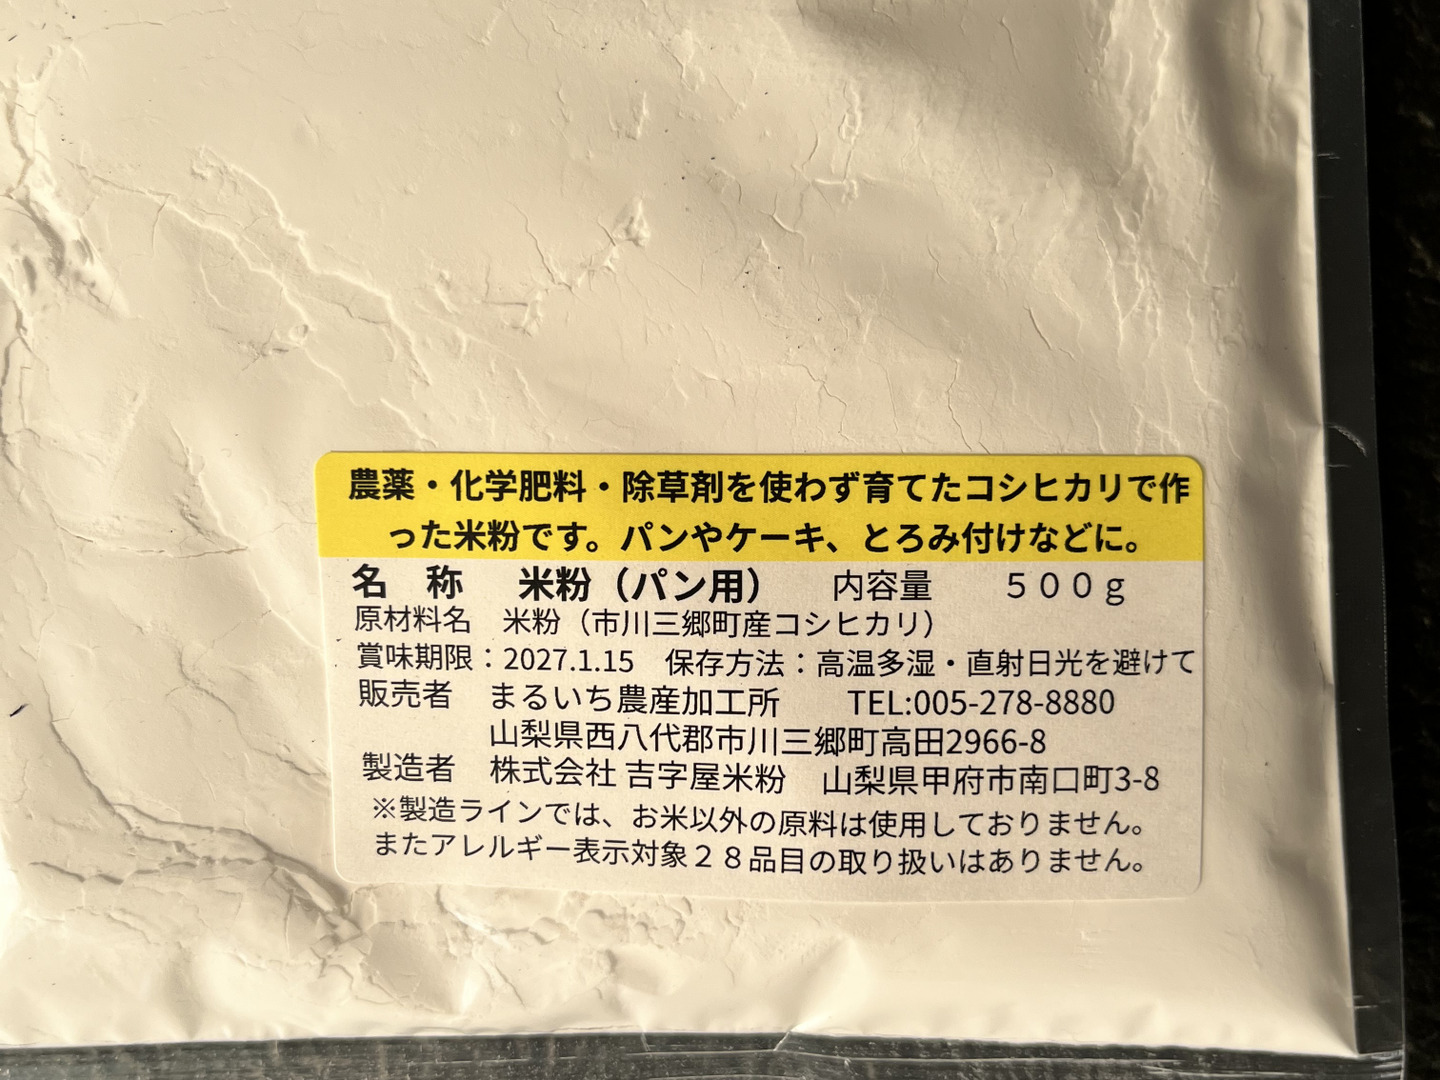 農薬・化学肥料・除草剤を使わず育てたコシヒカリで作
った米粉です。パンやケーキ、とろみ付けなどに。
名　称　米粉（パン用）　内容量　５００ｇ
原材料名　米粉（市川三郷町産コシヒカリ）
賞味期限：2027.1.15　保存方法：高温多湿・直射日光を避けて
販売者　まるいち農産加工所　TEL:005-278-8880
山梨県西八代郡市川三郷町高田2966-8
製造者　株式会社 吉字屋米粉　山梨県甲府市南口町3-8
※製造ラインでは、お米以外の原料は使用しておりません。
またアレルギー表示対象２８品目の取り扱いはありません。